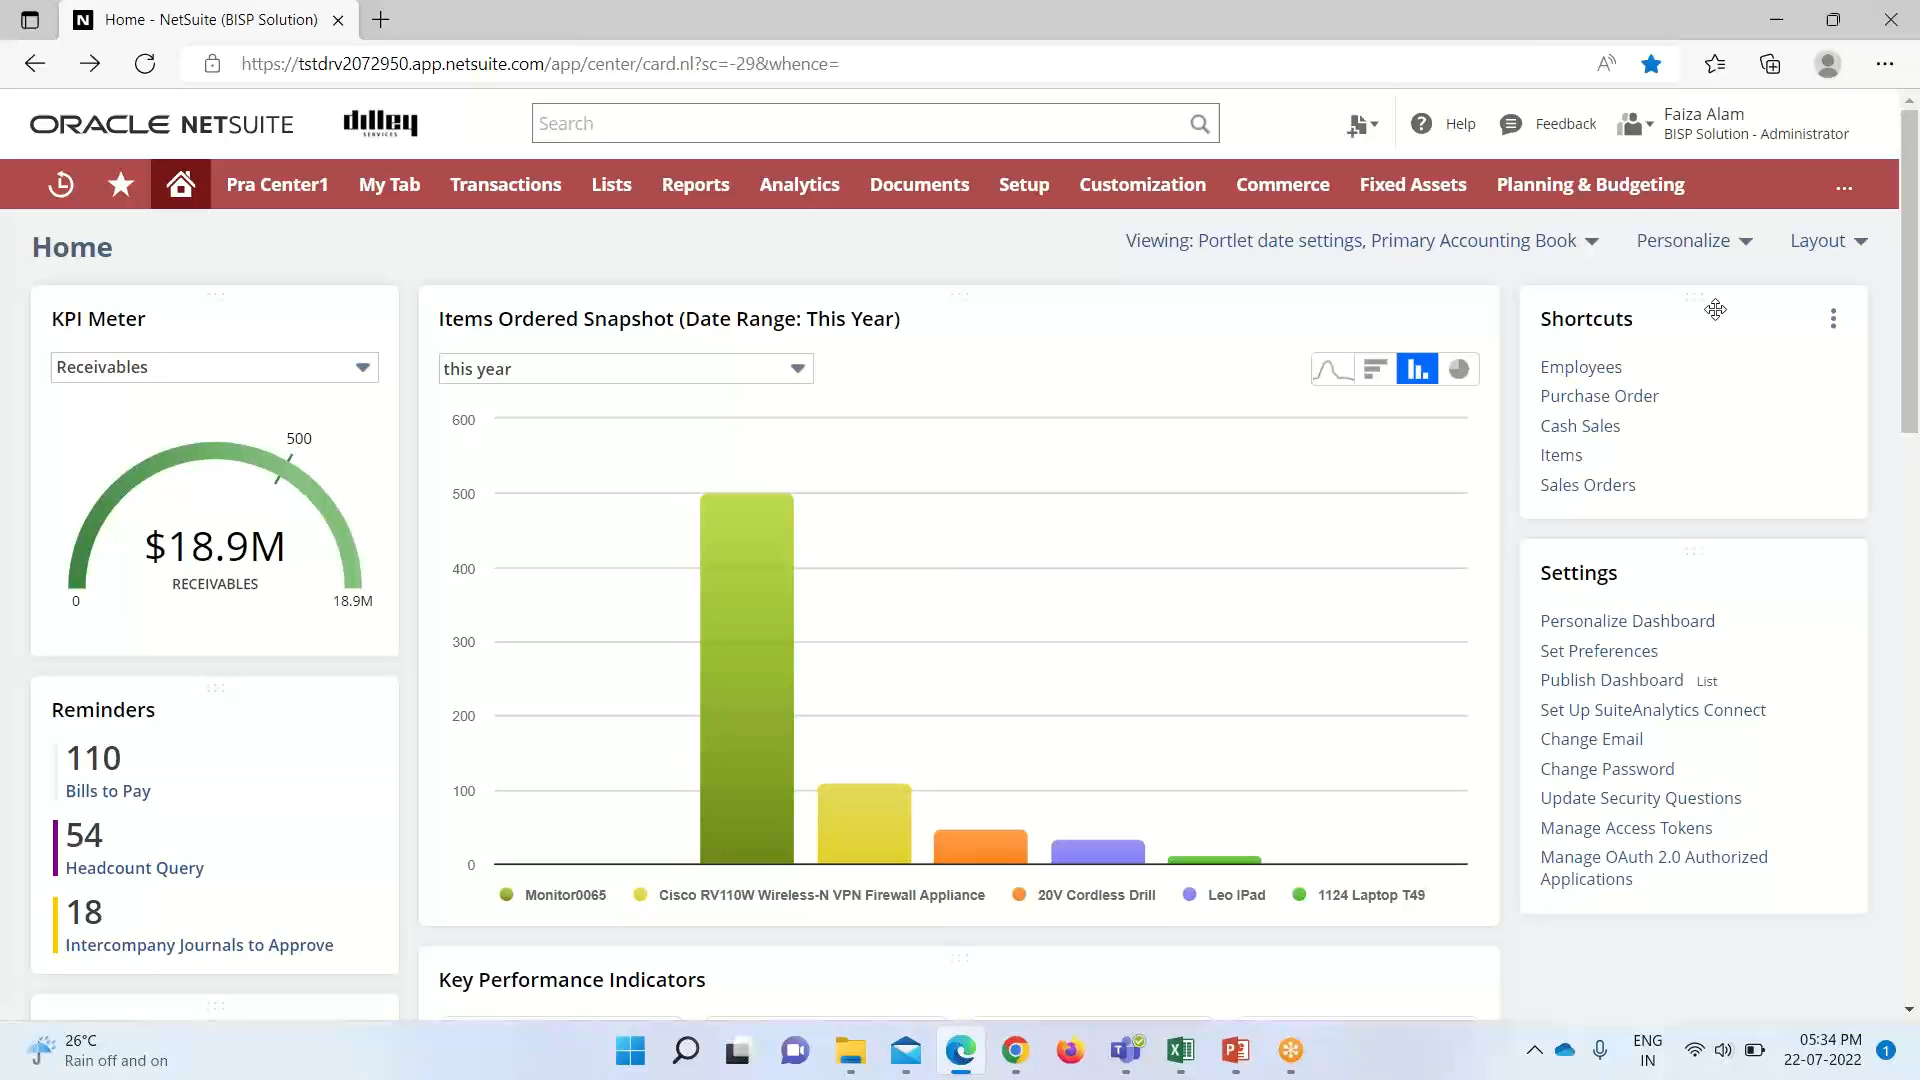 Home - NetSuite (BISP Solution)
https://tstdrv2072950.app.netsuite.com/app/center/card.nl?sc=-29&whence=
ORACLE NETSUITE
dilley
SERVICES
Search
Help
Feedback
Faiza Alam
BISP Solution - Administrator
Pra Center1
My Tab
Transactions
Lists
Reports
Analytics
Documents
Setup
Customization
Commerce
Fixed Assets
Planning & Budgeting
Home
Viewing: Portlet date settings, Primary Accounting Book
Personalize
Layout
KPI Meter
Receivables
500
$18.9M
RECEIVABLES
0
18.9M
Reminders
110
Bills to Pay
54
Headcount Query
18
Intercompany Journals to Approve
Items Ordered Snapshot (Date Range: This Year)
this year
600
500
400
300
200
100
0
Monitor0065
Cisco RV110W Wireless-N VPN Firewall Appliance
20V Cordless Drill
Leo IPad
1124 Laptop T49
Key Performance Indicators
Shortcuts
Employees
Purchase Order
Cash Sales
Items
Sales Orders
Settings
Personalize Dashboard
Set Preferences
Publish Dashboard List
Set Up SuiteAnalytics Connect
Change Email
Change Password
Update Security Questions
Manage Access Tokens
Manage OAuth 2.0 Authorized
Applications
26°C
Rain off and on
ENG
IN
05:34 PM
22-07-2022
1